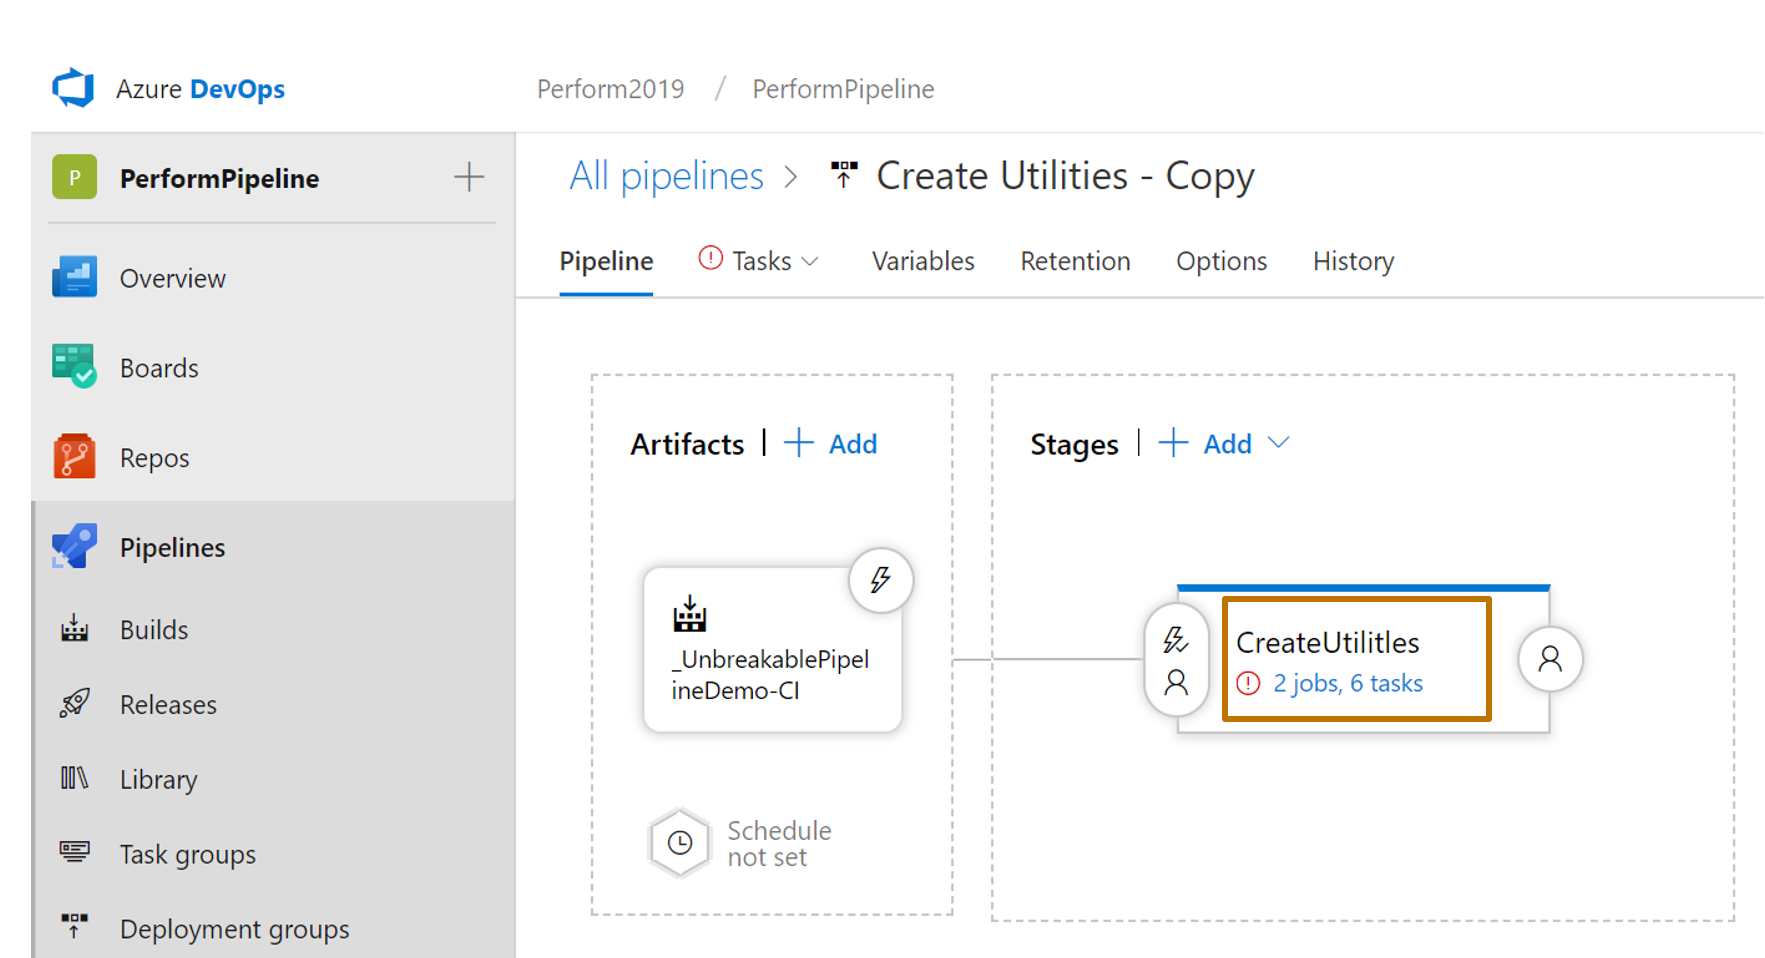 Azure DevOps
Perform2019 / PerformPipeline
P PerformPipeline
Overview
Boards
Repos
Pipelines
Builds
Releases
Library
Task groups
Deployment groups
All pipelines > Create Utilities - Copy
Pipeline Tasks Variables Retention Options History
Artifacts | + Add
_UnbreakablePipel
ineDemo-CI
Schedule
not set
Stages | + Add
CreateUtilitles
2 jobs, 6 tasks